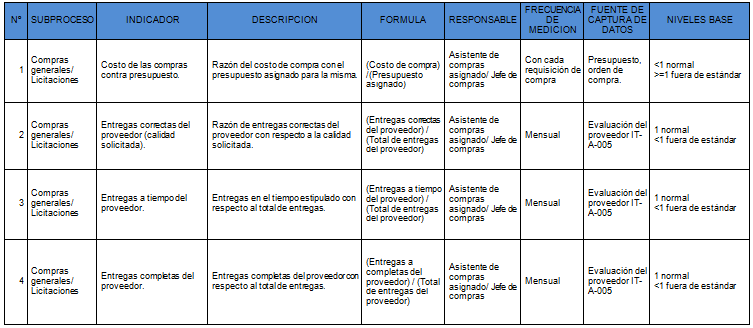 Nº SUBPROCESO INDICADOR DESCRIPCION FORMULA RESPONSABLE FRECUENCIA DE MEDICION FUENTE DE CAPTURA DE DATOS NIVELES BASE
1
Compras
generales/
Licitaciones
Costo de las compras
contra presupuesto.
Razón del costo de compra con el
presupuesto asignado para la misma.
(Costo de compra)
/(Presupuesto
asignado)
Asistente de
compras
asignado/ Jefe de
compras
Con cada
requisición de
compra
Presupuesto,
orden de
compra.
<1 normal
>=1 fuera de estándar
2
Compras
generales/
Licitaciones
Entregas correctas del
proveedor (calidad
solicitada).
Razón de entregas correctas del
proveedor con respecto a la calidad
solicitada.
(Entregas correctas
del proveedor) /
(Total de entregas
del proveedor)
Asistente de
compras
asignado/ Jefe de
compras
Mensual
Evaluación del
proveedor IT-
A-005
1 normal
<1 fuera de estándar
3
Compras
generales/
Licitaciones
Entregas a tiempo del
proveedor.
Entregas en el tiempo estipulado con
respecto al total de entregas.
(Entregas a tiempo
del proveedor) /
(Total de entregas
del proveedor)
Asistente de
compras
asignado/ Jefe de
compras
Mensual
Evaluación del
proveedor IT-
A-005
1 normal
<1 fuera de estándar
4
Compras
generales/
Licitaciones
Entregas completas del
proveedor.
Entregas completas del proveedor con
respecto al total de entregas.
(Entregas a
completas del
proveedor) / (Total
de entregas del
proveedor)
Asistente de
compras
asignado/ Jefe de
compras
Mensual
Evaluación del
proveedor IT-
A-005
1 normal
<1 fuera de estándar